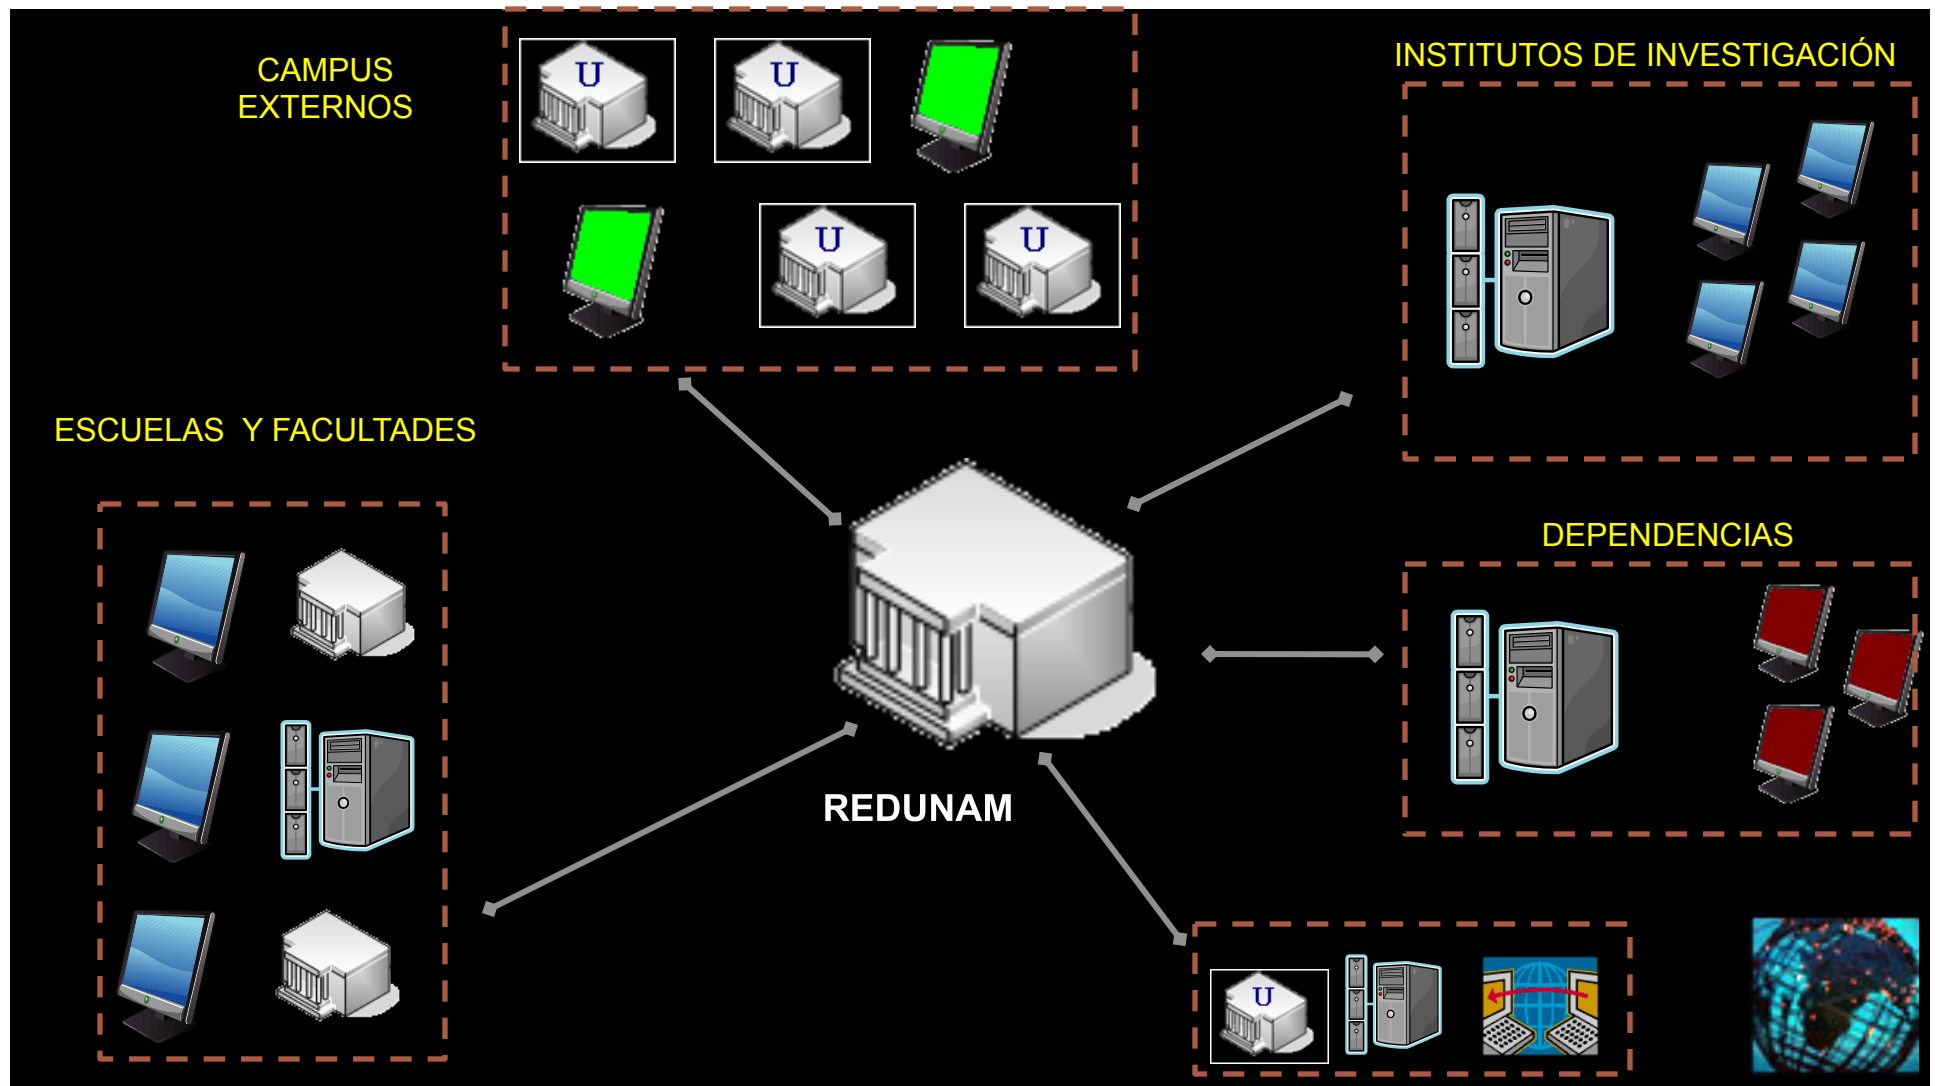 CAMPUS
EXTERNOS
U
U
U
U
INSTITUTOS DE INVESTIGACIÓN
ESCUELAS  Y FACULTADES
DEPENDENCIAS
REDUNAM
U